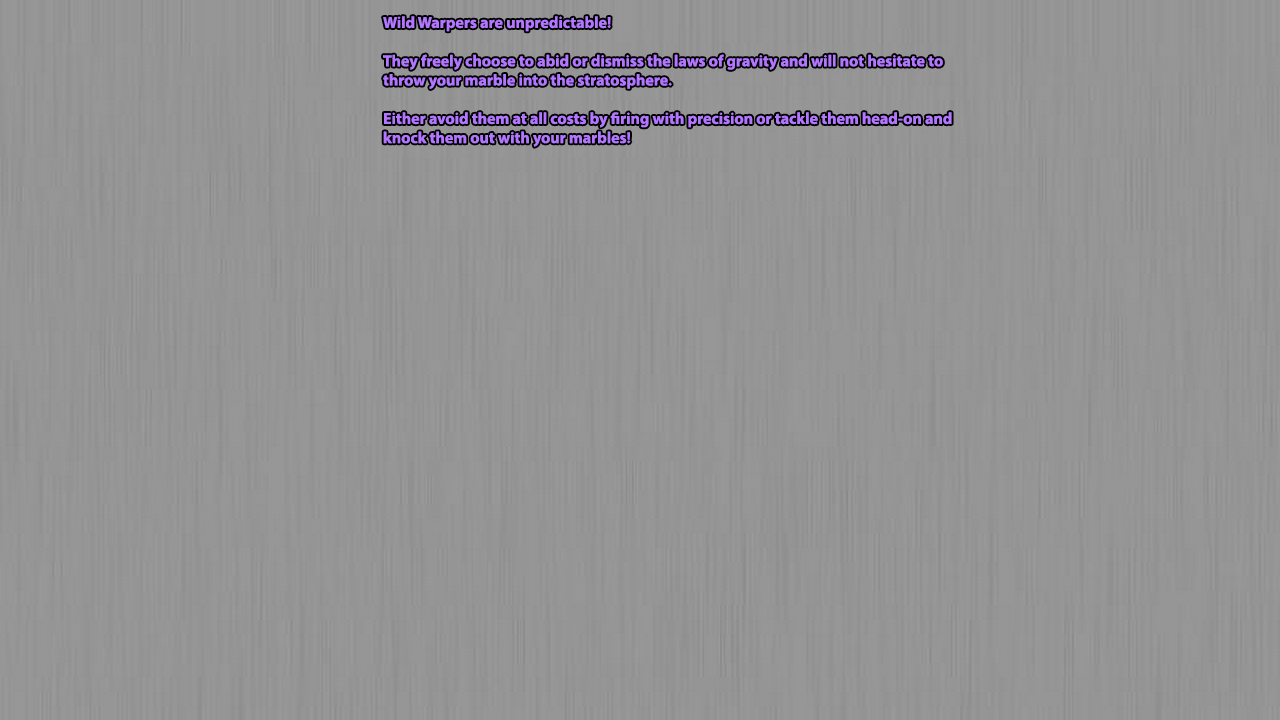 Wild Warpers are unpredictable!
They freely choose to abid or dismiss the laws of gravity and will not hesitate to
throw your marble into the stratosphere.
Either avoid them at all costs by firing with precision or tackle them head-on and
knock them out with your marbles!